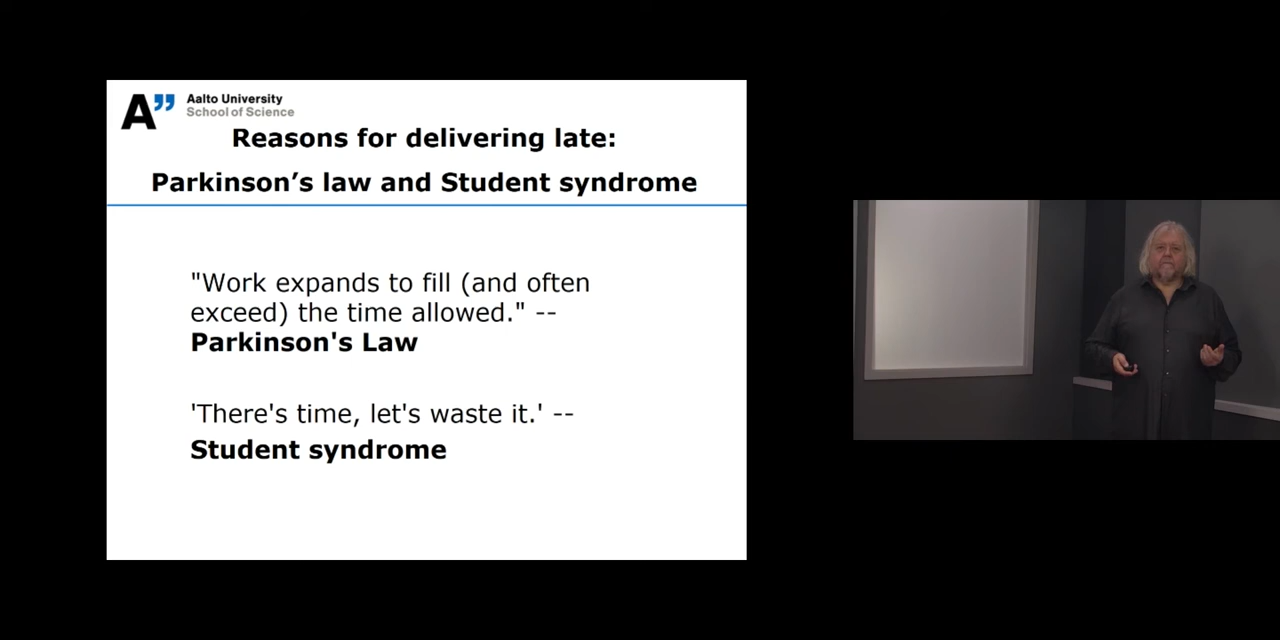 A”
Aalto University
School of Science
Reasons for delivering late:
Parkinson’s law and Student syndrome
"Work expands to fill (and often
exceed) the time allowed." --
Parkinson's Law
'There's time, let's waste it.' --
Student syndrome